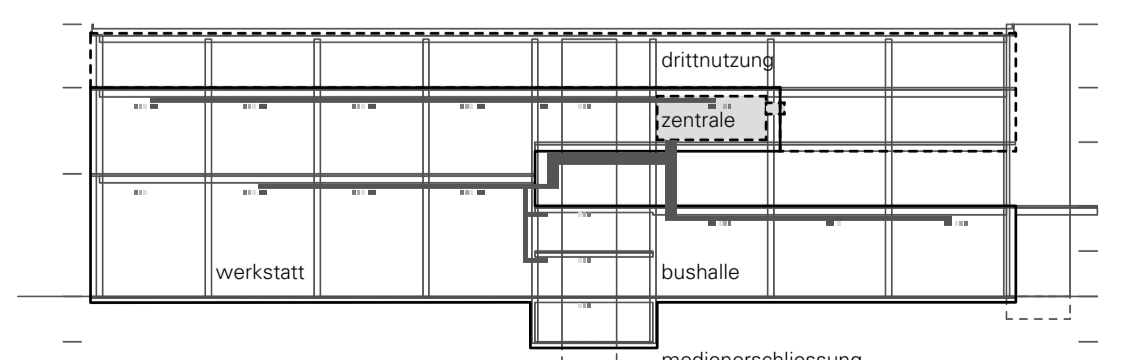 drittnutzung
zentrale
werkstatt
bushalle
medienerschliessung